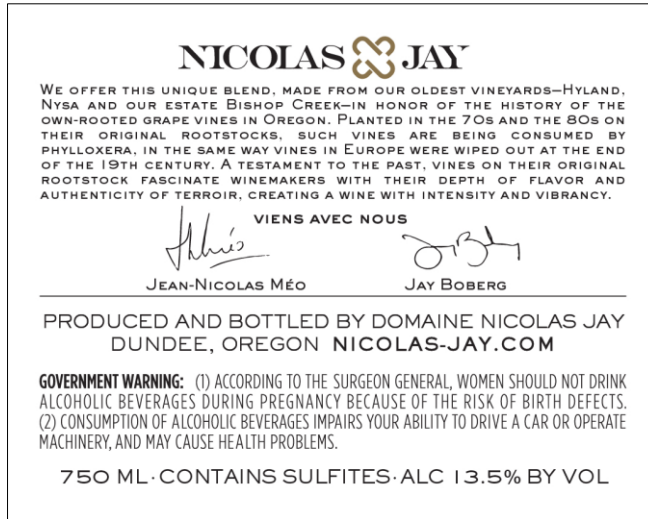 NICOLAS JAY
WE OFFER THIS UNIQUE BLEND, MADE FROM OUR OLDEST VINEYARDS—HYLAND,
NYSA AND OUR ESTATE BISHOP CREEK—IN HONOR OF THE HISTORY OF THE
OWN-ROOTED GRAPE VINES IN OREGON. PLANTED IN THE 70S AND THE 80S ON
THEIR ORIGINAL ROOTSTOCKS, SUCH VINES ARE BEING CONSUMED BY
PHYLLOXERA, IN THE SAME WAY VINES IN EUROPE WERE WIPED OUT AT THE END
OF THE 19TH CENTURY. A TESTAMENT TO THE PAST, VINES ON THEIR ORIGINAL
ROOTSTOCK FASCINATE WINEMAKERS WITH THEIR DEPTH OF FLAVOR AND
AUTHENTICITY OF TERROIR, CREATING A WINE WITH INTENSITY AND VIBRANCY.
VIENS AVEC NOUS
JEAN-NICOLAS MÉO JAY BOBERG
PRODUCED AND BOTTLED BY DOMAINE NICOLAS JAY
DUNDEE, OREGON NICOLAS-JAY.COM
GOVERNMENT WARNING: (1) ACCORDING TO THE SURGEON GENERAL, WOMEN SHOULD NOT DRINK
ALCOHOLIC BEVERAGES DURING PREGNANCY BECAUSE OF THE RISK OF BIRTH DEFECTS.
(2) CONSUMPTION OF ALCOHOLIC BEVERAGES IMPAIRS YOUR ABILITY TO DRIVE A CAR OR OPERATE
MACHINERY, AND MAY CAUSE HEALTH PROBLEMS.
750 ML·CONTAINS SULFITES·ALC 13.5% BY VOL